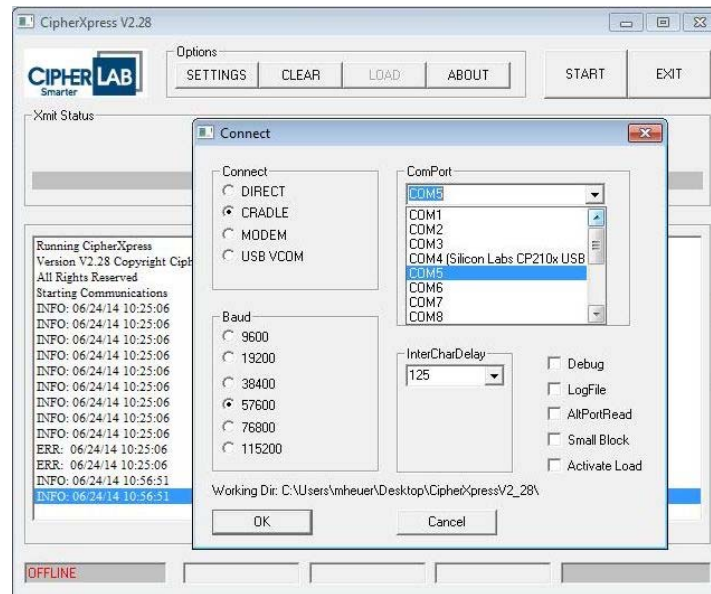 CipherXpress V2.28
CIPHER LAB
Smarter
Options
SETTINGS
CLEAR
LOAD
ABOUT
START
EXIT
Xmit Status
Running CipherXpress
Version V2.28 Copyright Ciph
All Rights Reserved
Starting Communications
INFO: 06/24/14 10:25:06
INFO: 06/24/14 10:25:06
INFO: 06/24/14 10:25:06
INFO: 06/24/14 10:25:06
INFO: 06/24/14 10:25:06
INFO: 06/24/14 10:25:06
INFO: 06/24/14 10:25:06
INFO: 06/24/14 10:25:06
INFO: 06/24/14 10:25:06
ERR: 06/24/14 10:25:06
ERR: 06/24/14 10:25:06
INFO: 06/24/14 10:56:51
INFO: 06/24/14 10:56:51
Connect
Connect
DIRECT
CRADLE
MODEM
USB VCOM
ComPort
COM5
COM1
COM2
COM3
COM4 (Silicon Labs CP210x USB
COM5
COM6
COM7
COM8
Baud
9600
19200
38400
57600
76800
115200
InterCharDelay
125
Debug
LogFile
AltPortRead
Small Block
Activate Load
Working Dir: C:\Users\mheuer\Desktop\CipherXpressV2_28\
OK
Cancel
OFFLINE